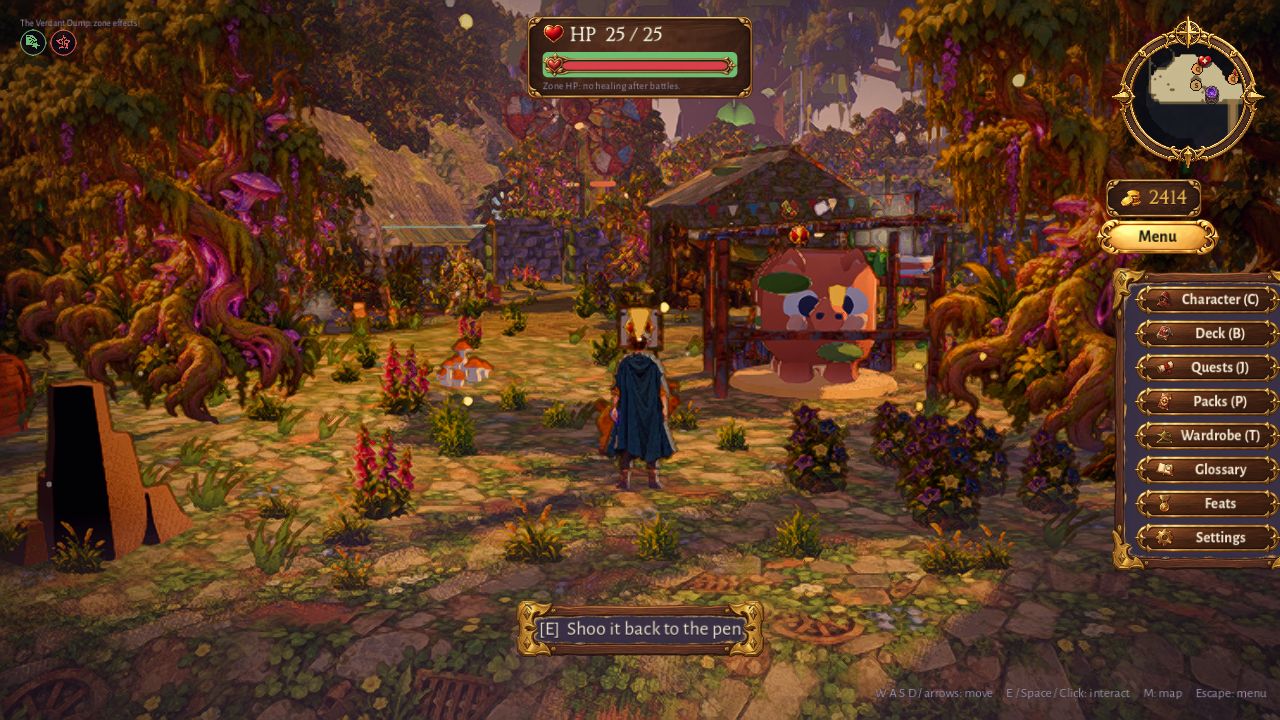 The Verdant Dump: zone effects!
HP 25 / 25
Zone HP: no healing after battles.
2414
Menu
Character (C)
Deck (B)
Quests (J)
Packs (P)
Wardrobe (T)
Glossary
Feats
Settings
[E] Shoo it back to the pen
W A S D / arrows: move E / Space / Click: interact M: map Escape: menu